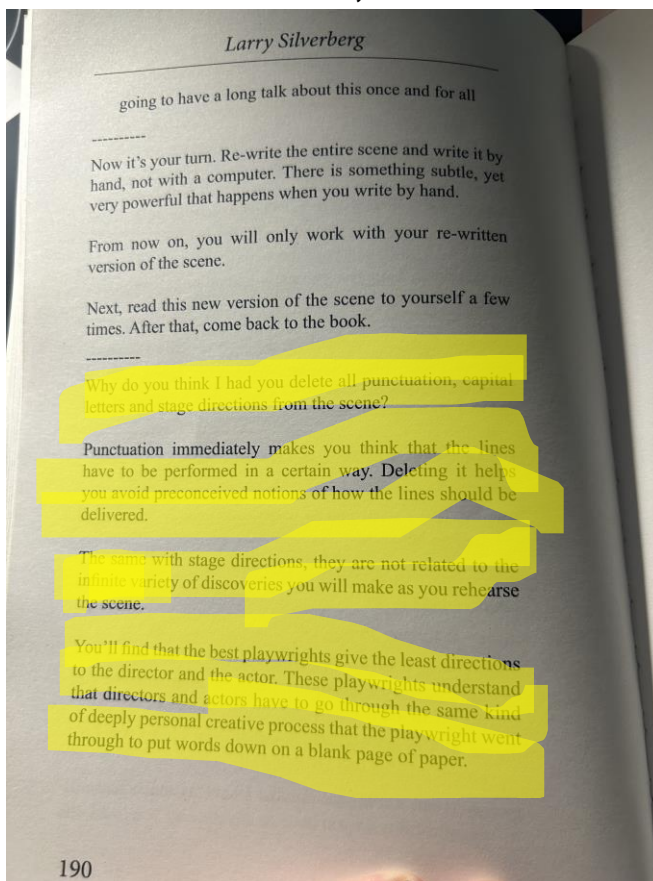 Larry Silverberg
going to have a long talk about this once and for all
----------
Now it's your turn. Re-write the entire scene and write it by
hand, not with a computer. There is something subtle, yet
very powerful that happens when you write by hand.
From now on, you will only work with your re-written
version of the scene.
Next, read this new version of the scene to yourself a few
times. After that, come back to the book.
----------
Why do you think I had you delete all punctuation, capital
letters and stage directions from the scene?
Punctuation immediately makes you think that the lines
have to be performed in a certain way. Deleting it helps
you avoid preconceived notions of how the lines should be
delivered.
The same with stage directions, they are not related to the
infinite variety of discoveries you will make as you rehearse
the scene.
You'll find that the best playwrights give the least directions
to the director and the actor. These playwrights understand
that directors and actors have to go through the same kind
of deeply personal creative process that the playwright went
through to put words down on a blank page of paper.
190